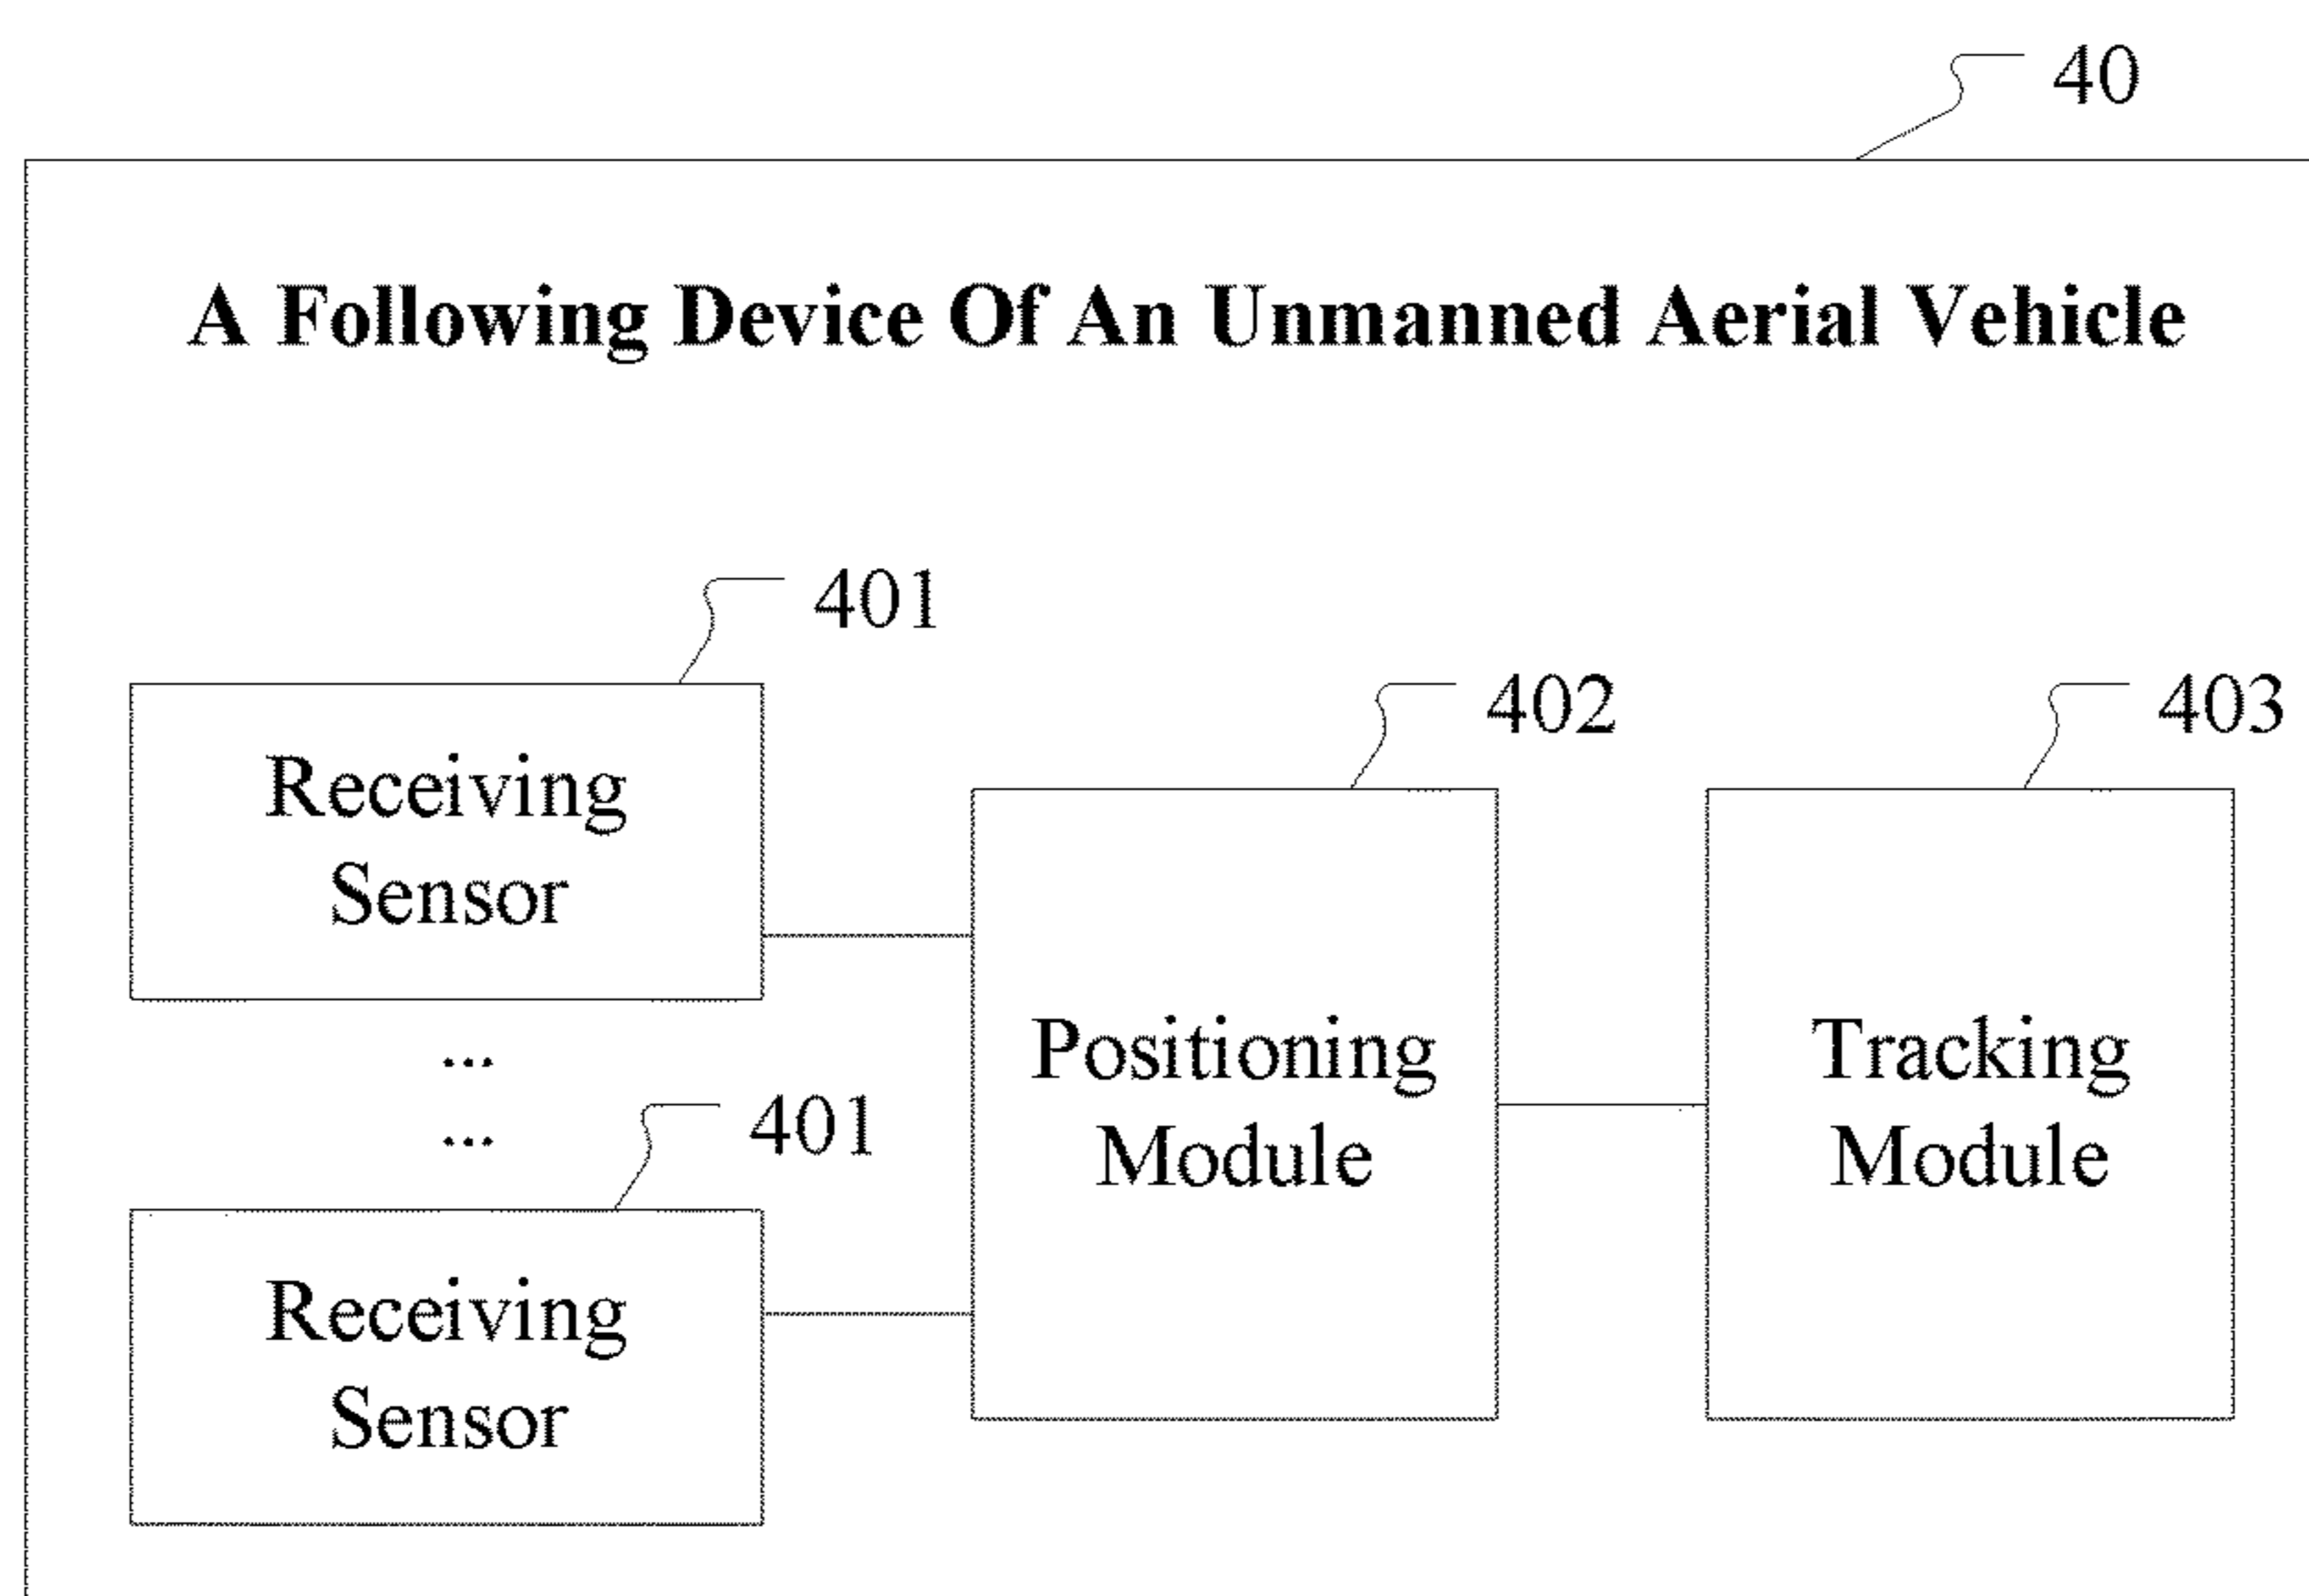 40
A Following Device Of An Unmanned Aerial Vehicle
401
Receiving
Sensor
...
...
401
Receiving
Sensor
402
Positioning
Module
403
Tracking
Module